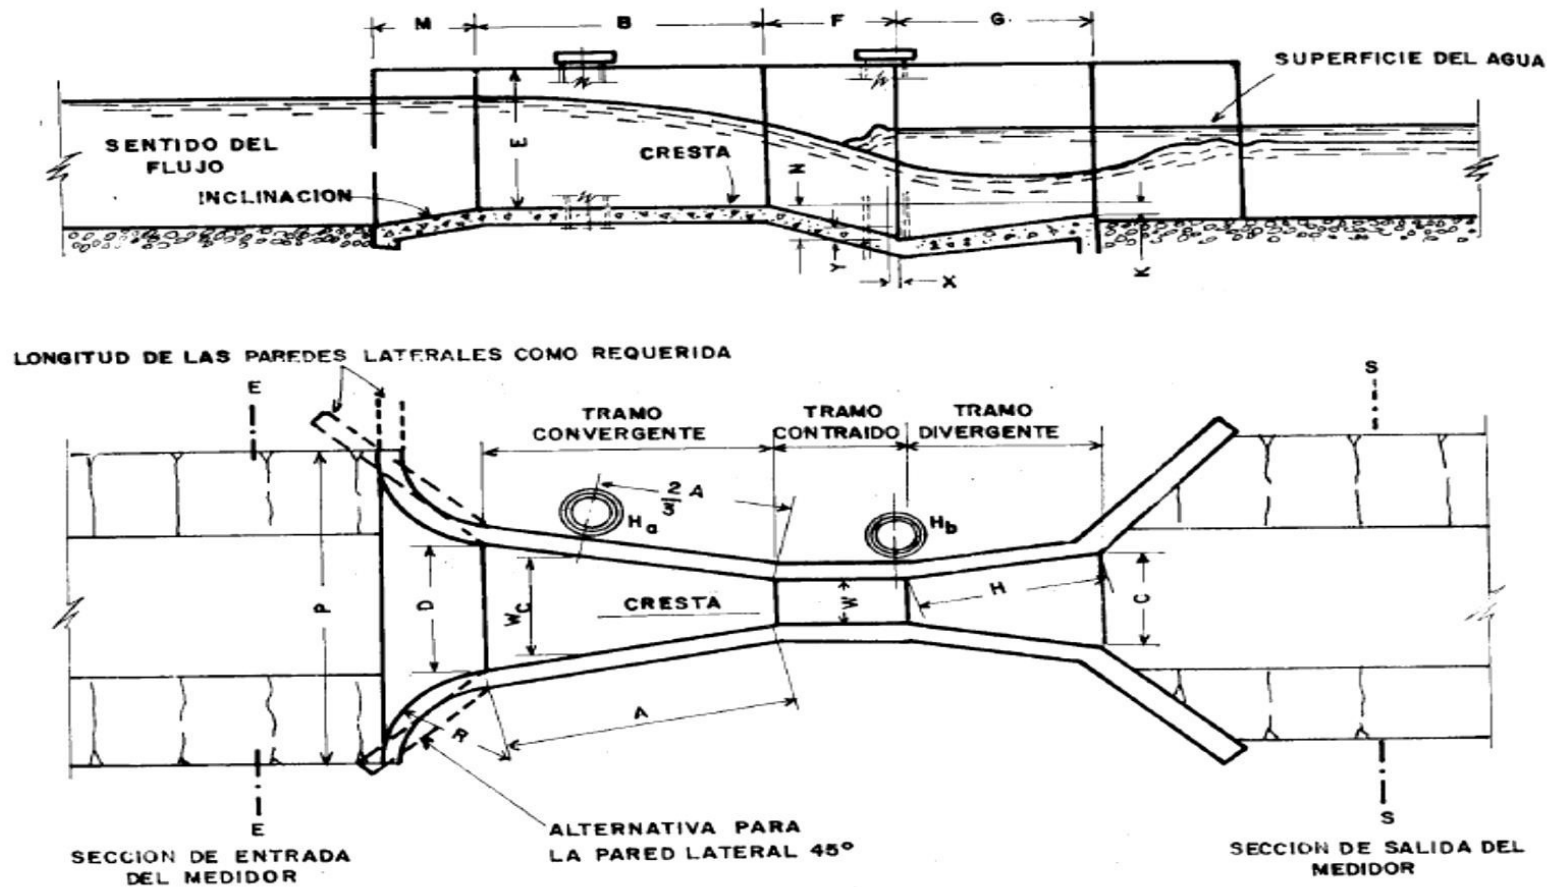 M
B
F
G
SUPERFICIE DEL AGUA
SENTIDO DEL
FLUJO
E
CRESTA
N
INCLINACION
Y
X
K
LONGITUD DE LAS PAREDES LATERALES COMO REQUERIDA
E
S
TRAMO
CONVERGENTE
TRAMO
CONTRAIDO
TRAMO
DIVERGENTE
2/3 A
Ha
Hb
P
D
Wc
CRESTA
W
H
C
A
R
E
S
ALTERNATIVA PARA
LA PARED LATERAL 45°
SECCION DE ENTRADA
DEL MEDIDOR
SECCION DE SALIDA DEL
MEDIDOR